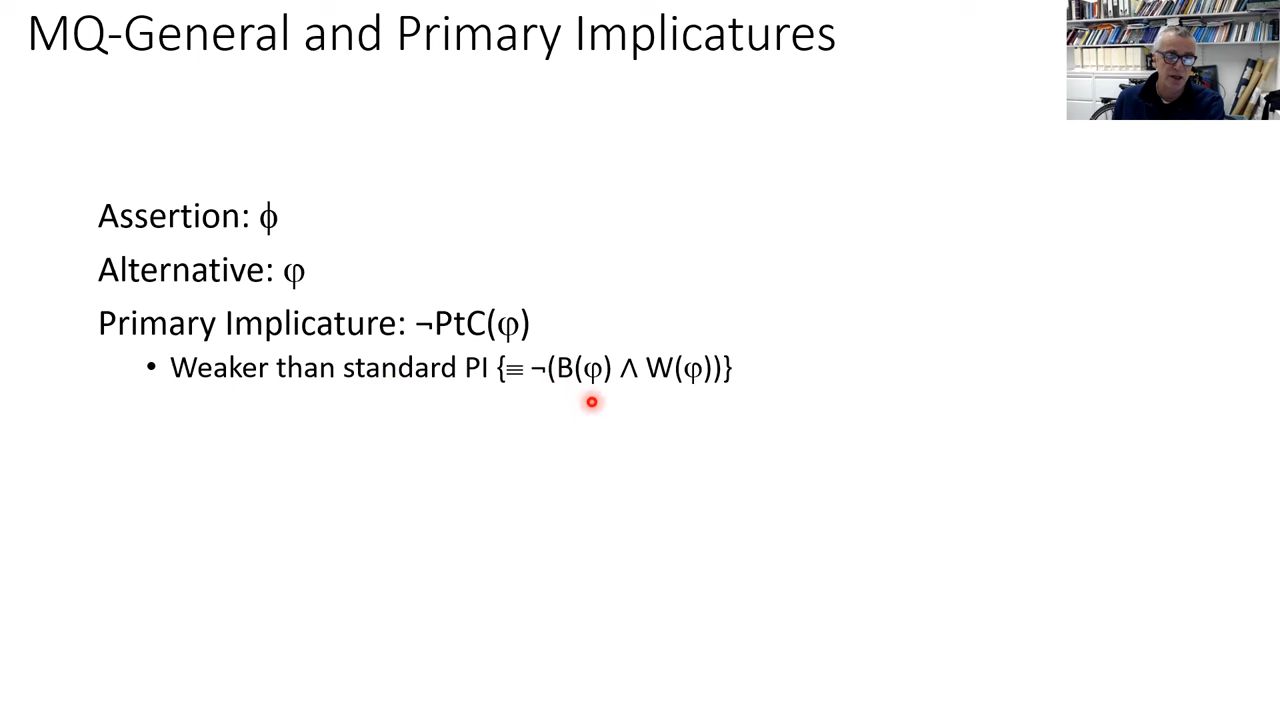 MQ-General and Primary Implicatures
Assertion: ϕ
Alternative: φ
Primary Implicature: ¬PtC(φ)
• Weaker than standard PI {≡ ¬(B(φ) ∧ W(φ))}